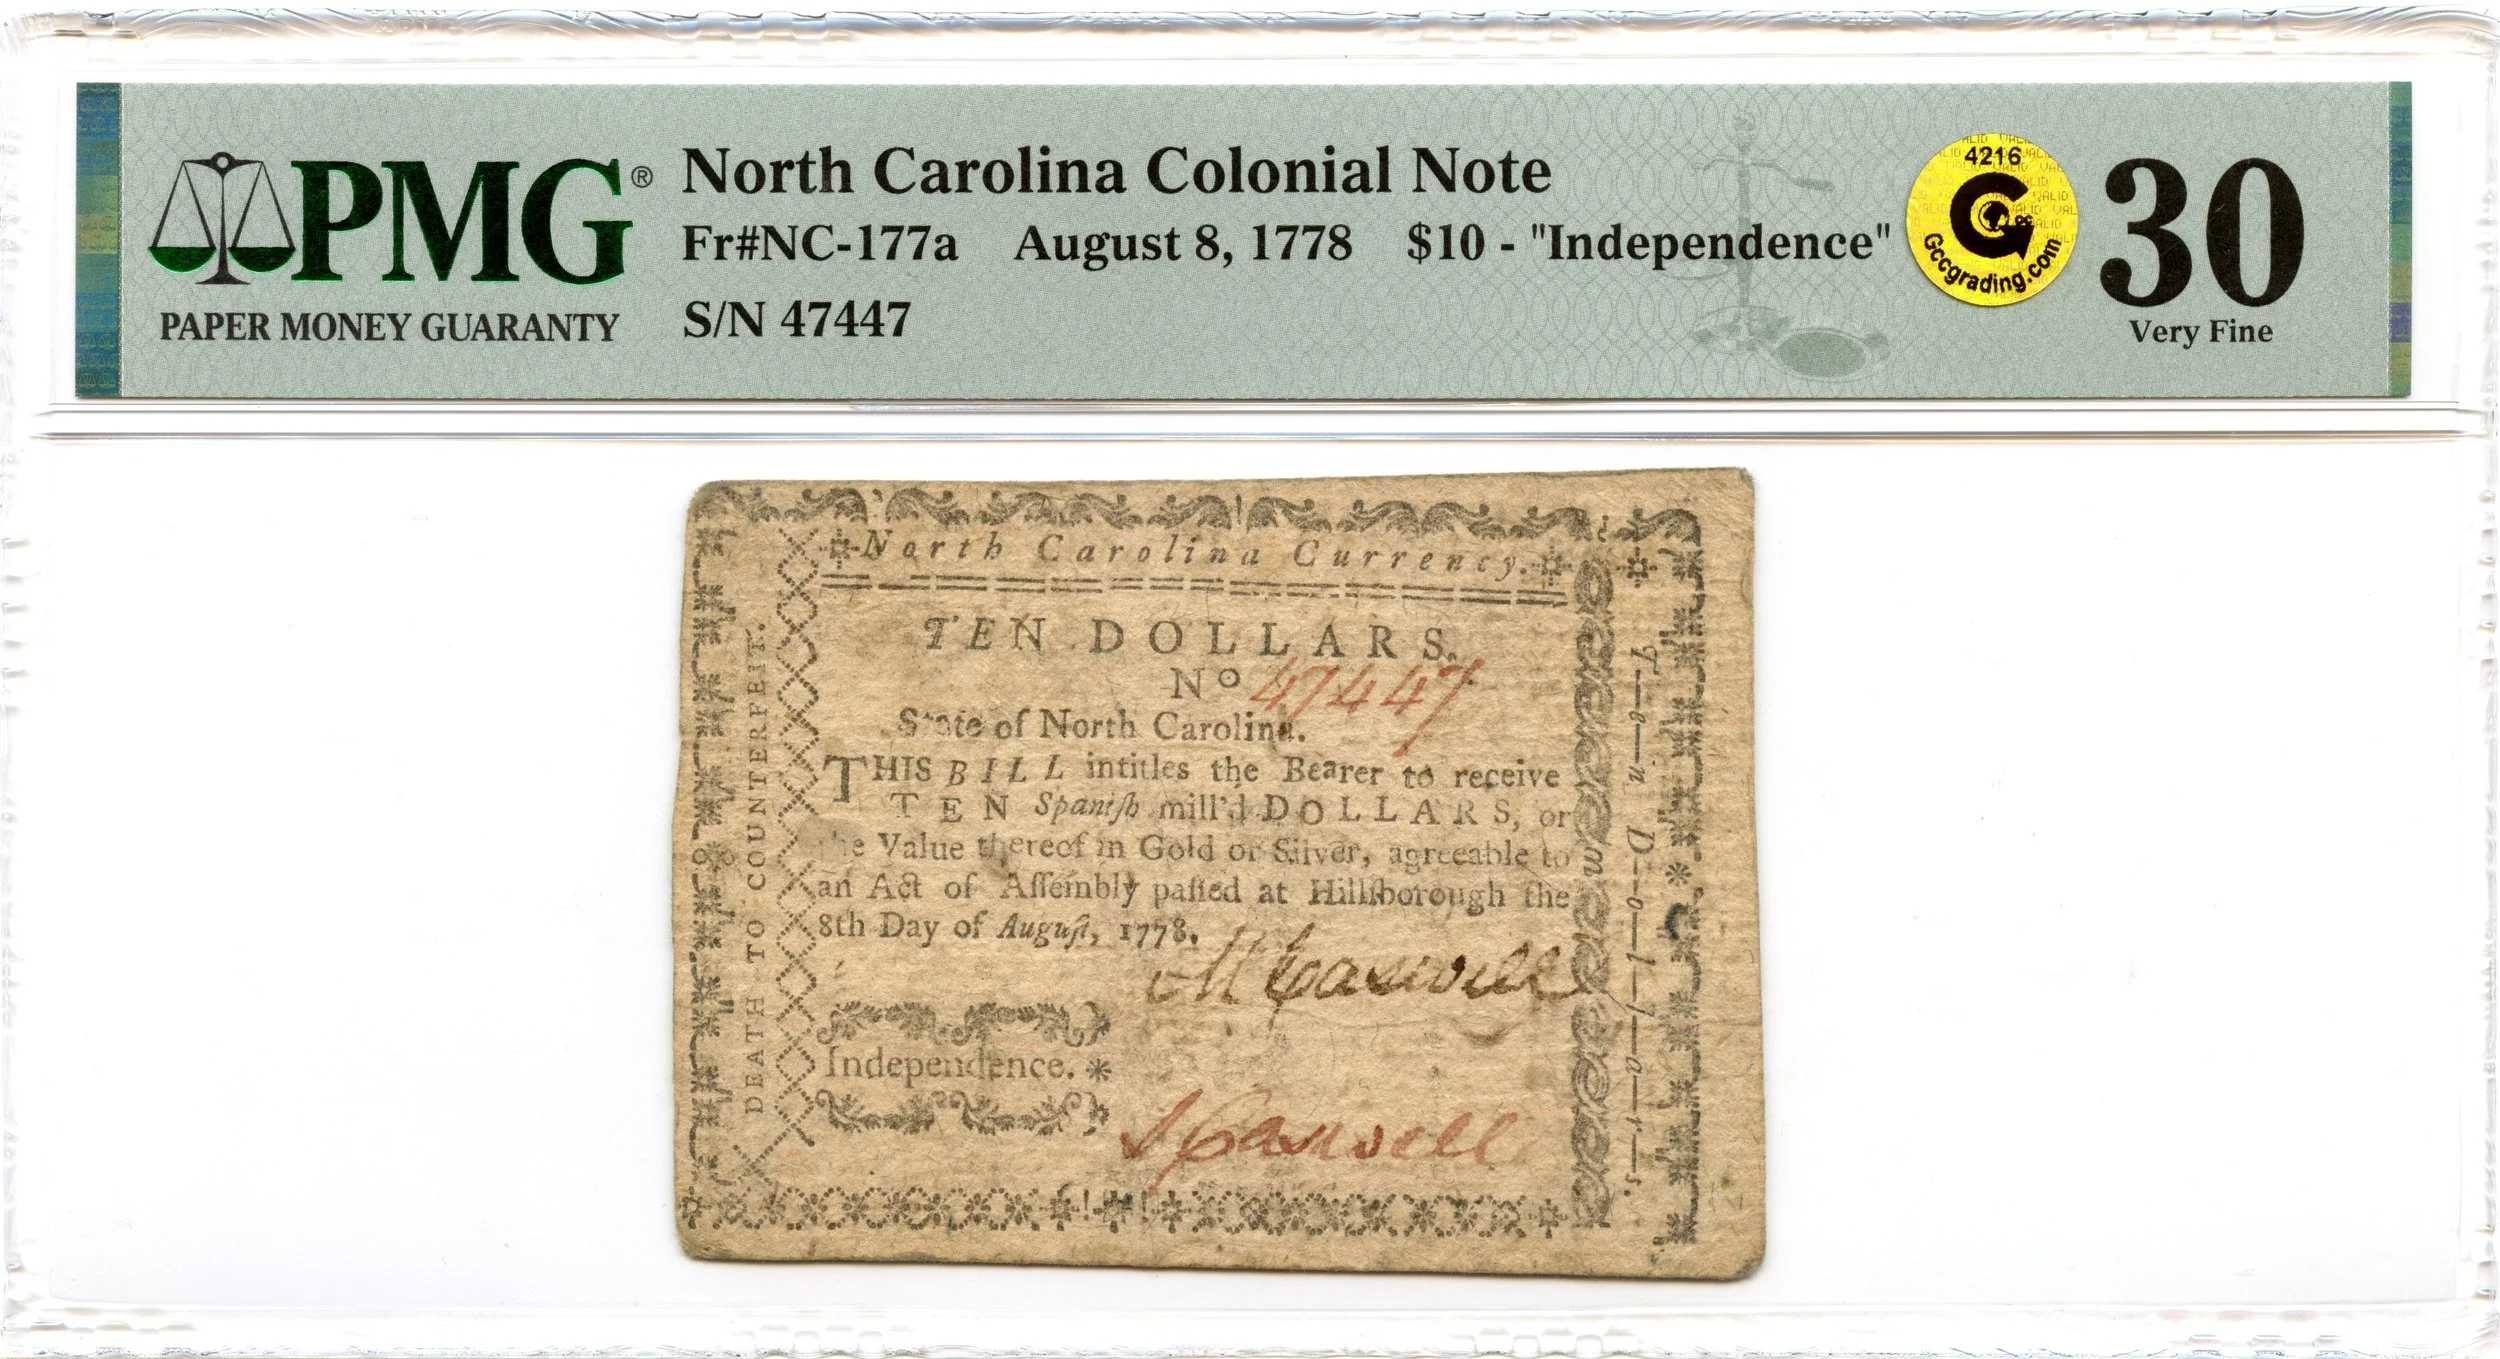 PMG®
PAPER MONEY GUARANTY
North Carolina Colonial Note
Fr#NC-177a August 8, 1778 $10 - "Independence"
S/N 47447
4216
Gccgrading.com
30
Very Fine
North Carolina Currency.
TEN DOLLARS.
No 47447
State of North Carolina.
THIS BILL intitles the Bearer to receive
TEN Spaniſh mill'd DOLLARS, or
the Value thereof in Gold or Silver, agreeable to
an Act of Aſſembly paſſed at Hillſborough the
8th Day of Auguſt, 1778.
M Caswell
Independence.
S Caswell
DEATH TO COUNTERFEIT.
T—e—n D—o—l—l—a—r—s.